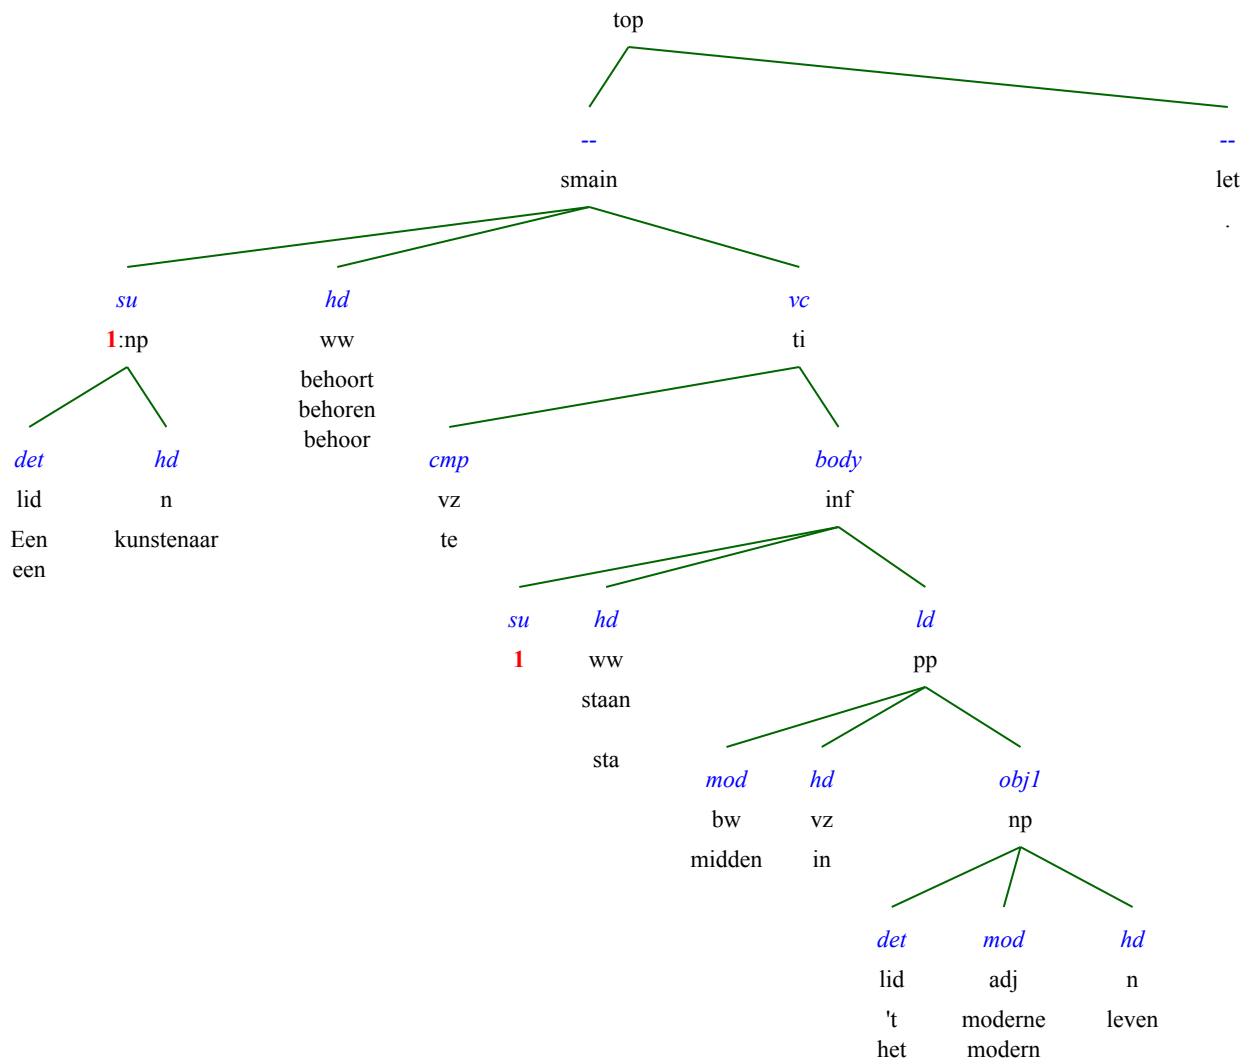 top
-- --
smain let
.
su hd vc
1:np ww ti
behoort
behoren
behoor
det hd cmp body
lid n vz inf
Een kunstenaar te
een
su hd ld
1 ww pp
staan
sta
mod hd obj1
bw vz np
midden in
det mod hd
lid adj n
't moderne leven
het modern